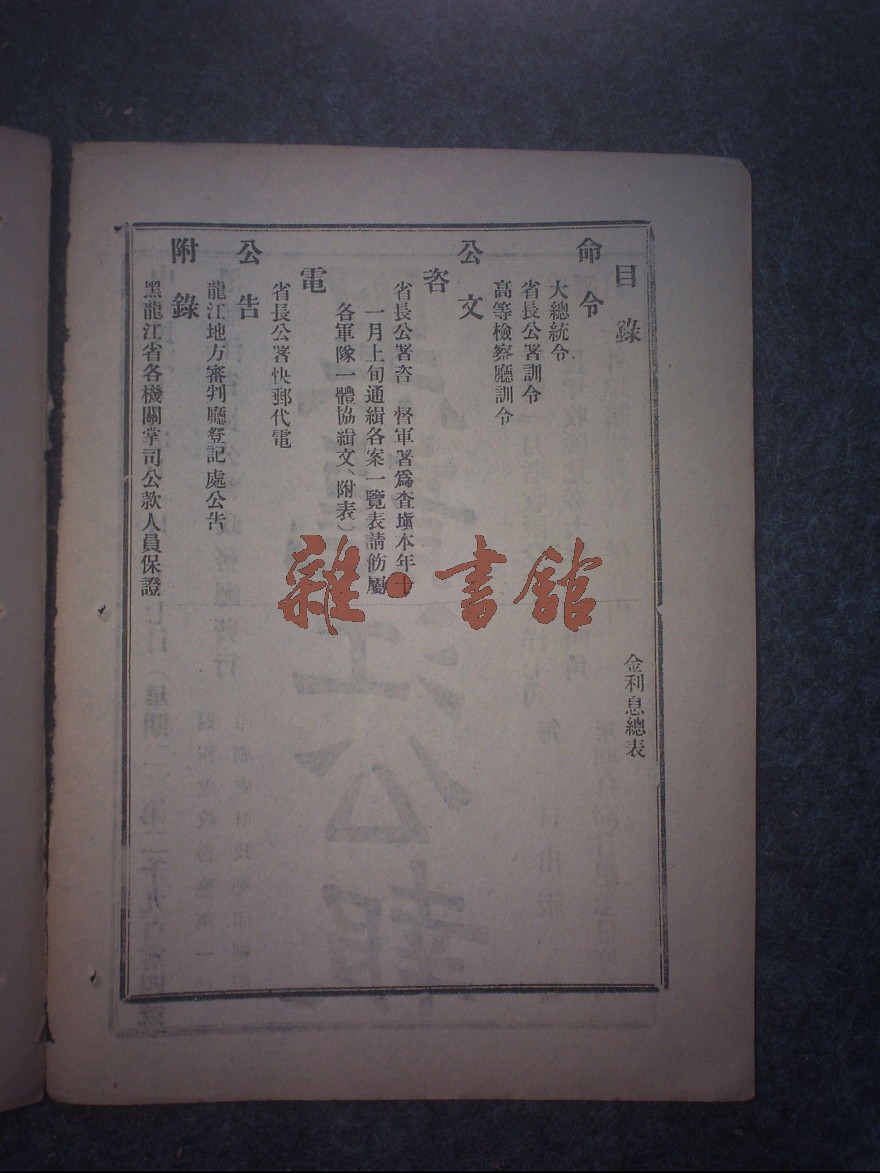 目錄
命令
大總統令
省長公署訓令
高等檢察廳訓令
公文
咨
省長公署咨　督軍署爲查塡本年十
一月上旬通緝各案一覽表請飭屬
各軍隊一體協緝文（附表）
電
省長公署快郵代電
公告
龍江地方審判廳登記處公告
附錄
黑龍江省各機關掌司公款人員保證
金利息總表
雜·書館